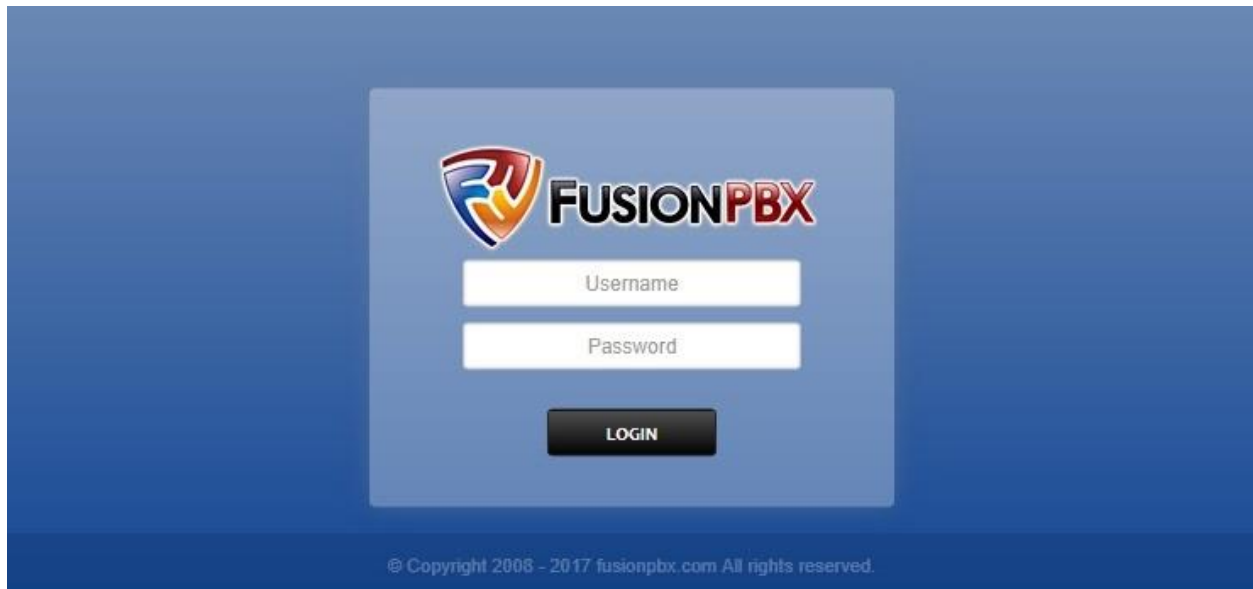 FUSIONPBX
Username
Password
LOGIN
© Copyright 2008 - 2017 fusionpbx.com All rights reserved.